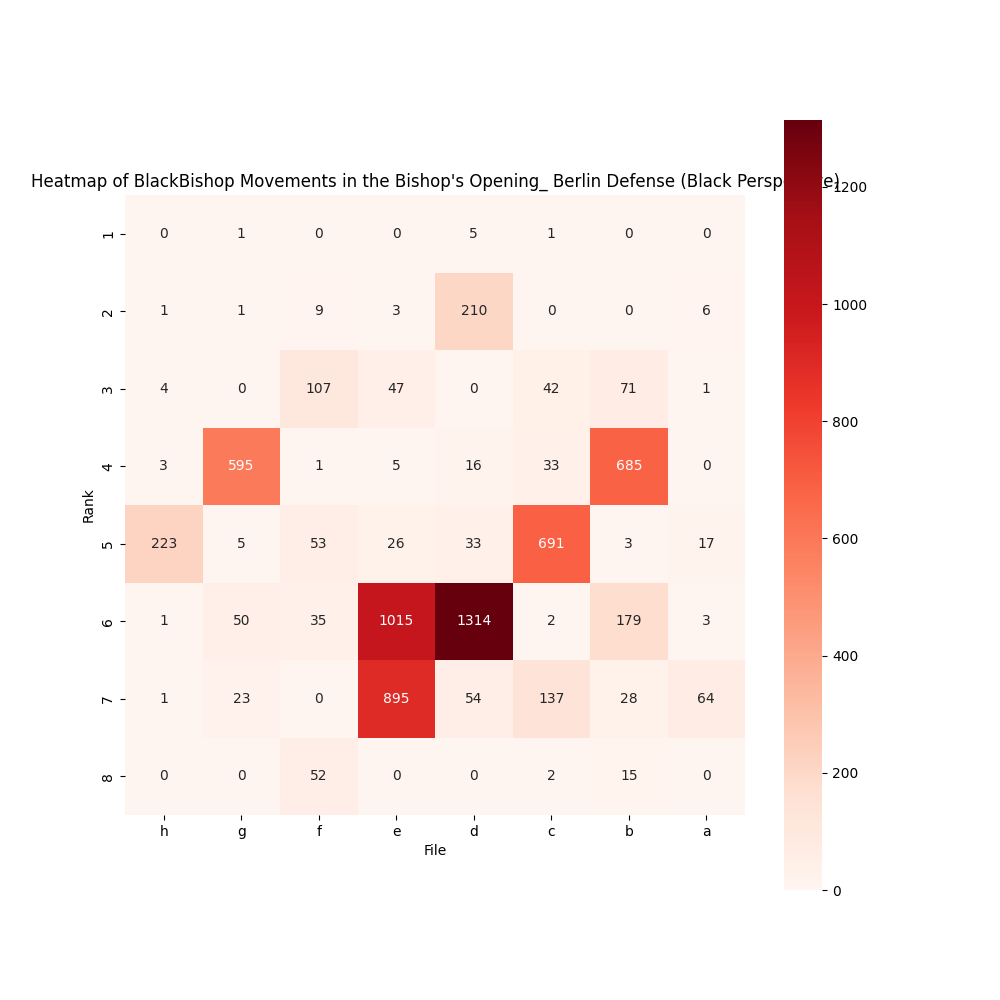 Heatmap of BlackBishop Movements in the Bishop's Opening_ Berlin Defense (Black Persp   e)
1200
1 0 1 0 0 5 1 0 0
2 1 1 9 3 210 0 0 6
1000
3 4 0 107 47 0 42 71 1
800
4 3 595 1 5 16 33 685 0
Rank
5 223 5 53 26 33 691 3 17
600
6 1 50 35 1015 1314 2 179 3
400
7 1 23 0 895 54 137 28 64
200
8 0 0 52 0 0 2 15 0
h g f e d c b a
File
0